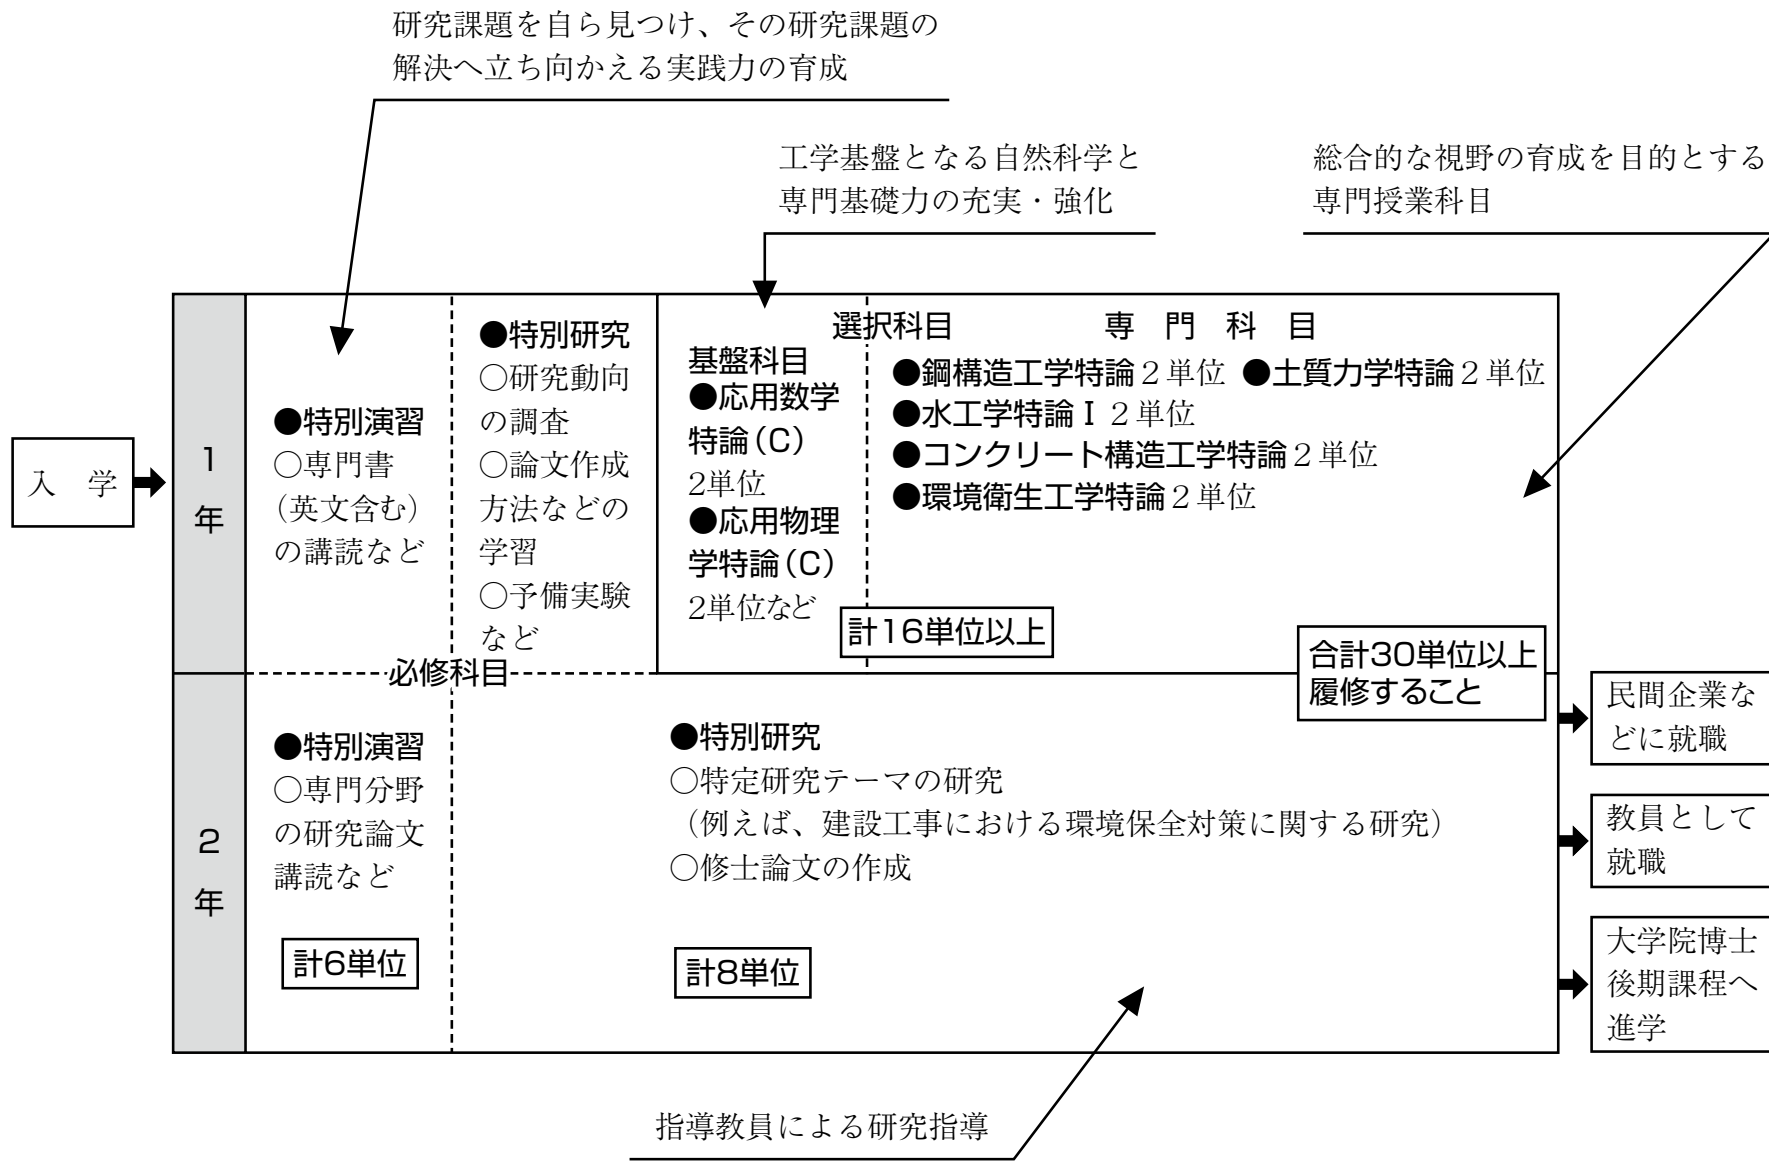 研究課題を自ら見つけ、その研究課題の
解決へ立ち向かえる実践力の育成
工学基盤となる自然科学と
専門基礎力の充実・強化
総合的な視野の育成を目的とする
専門授業科目
入　学
1
年
●特別演習
○専門書
（英文含む）
の講読など
●特別研究
○研究動向
の調査
○論文作成
方法などの
学習
○予備実験
など
選択科目
専　門　科　目
基盤科目
●応用数学
特論(C)
2単位
●応用物理
学特論(C)
2単位など
●鋼構造工学特論２単位 ●土質力学特論２単位
●水工学特論Ⅰ ２単位
●コンクリート構造工学特論２単位
●環境衛生工学特論２単位
計16単位以上
合計30単位以上
履修すること
必修科目
2
年
●特別演習
○専門分野
の研究論文
講読など
計6単位
●特別研究
○特定研究テーマの研究
（例えば、建設工事における環境保全対策に関する研究）
○修士論文の作成
計8単位
民間企業な
どに就職
教員として
就職
大学院博士
後期課程へ
進学
指導教員による研究指導